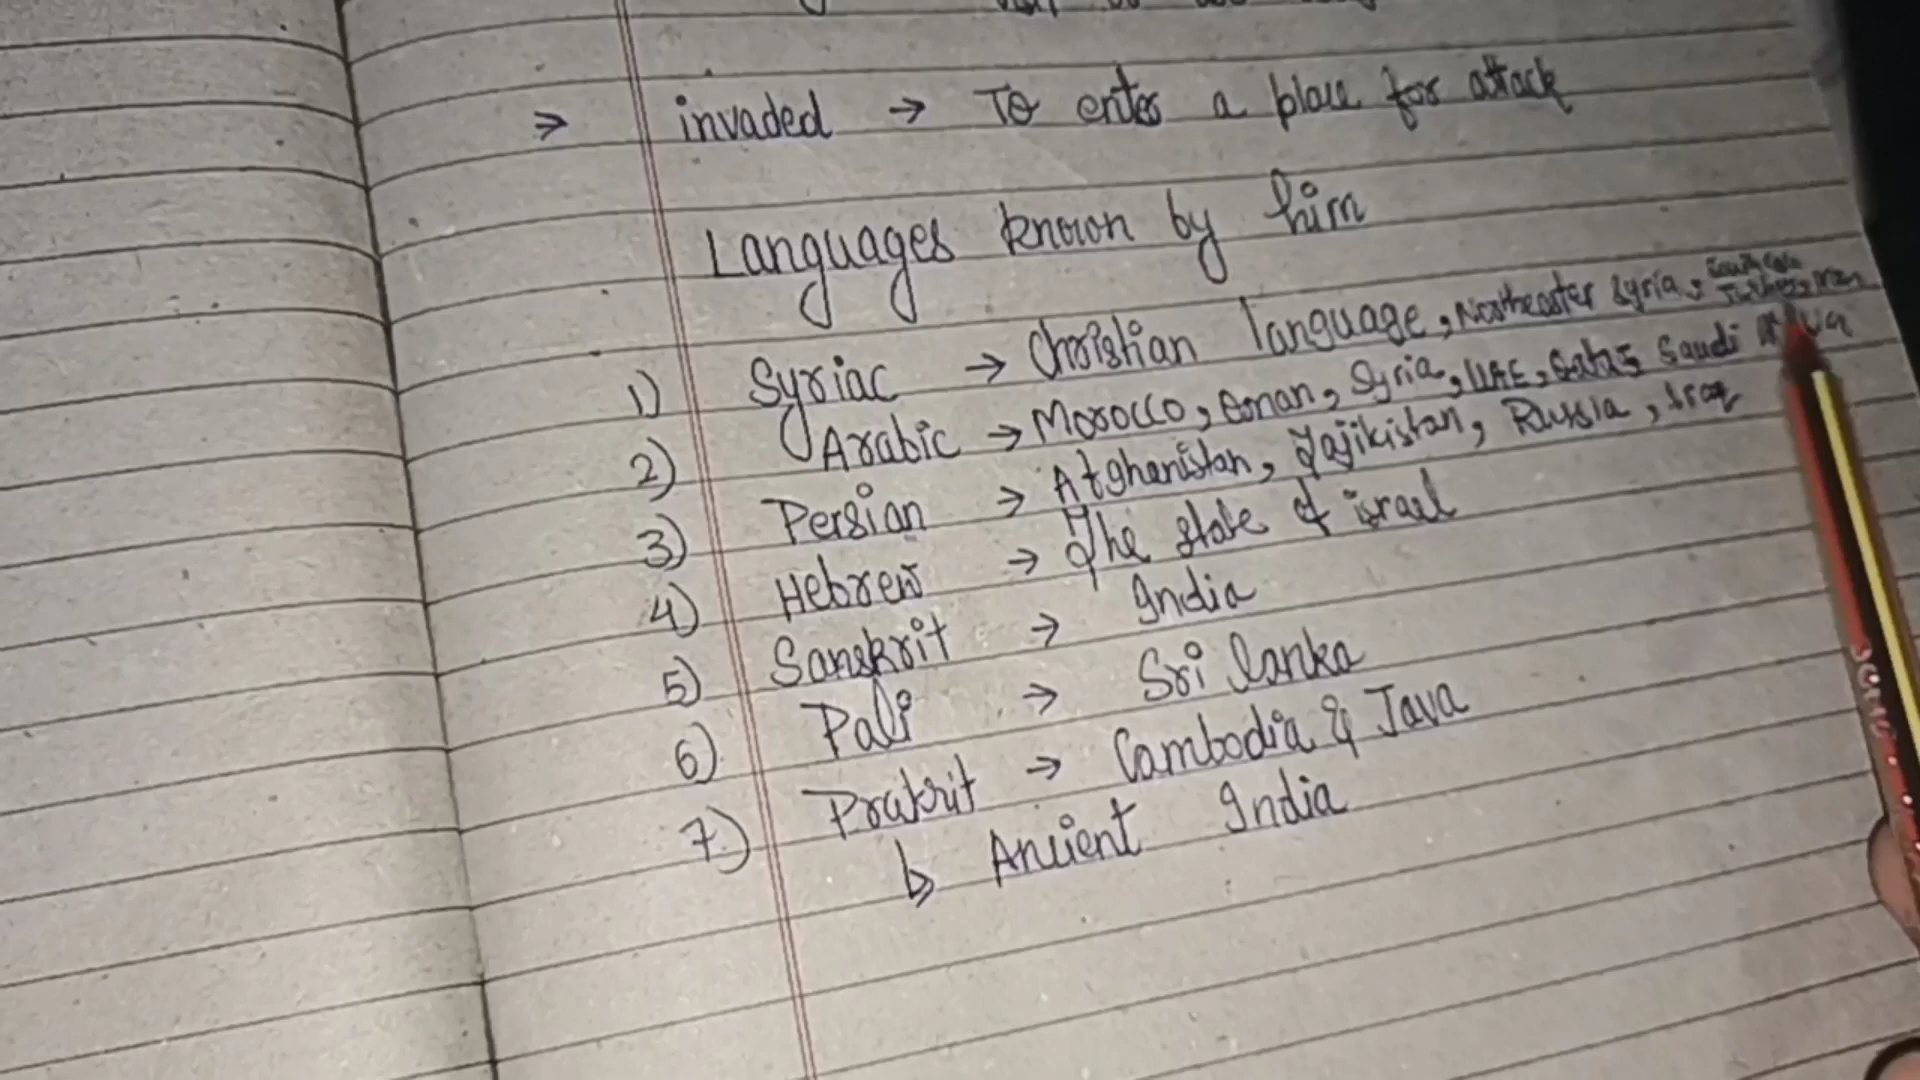 ⇒ invaded → To enter a place for attack
Languages known by him
1) Syriac → Christian language, Northeaster Syria, Iran
2) Arabic → Morocco, Oman, Syria, UAE, Qatar, Saudi
3) Persian → Afghanistan, Tajikistan, Russia, Iraq
4) Hebrew → The state of israel
5) Sanskrit → India
6) Pali → Sri lanka
7.) Prakrit → Cambodia & Java
↳ Ancient India